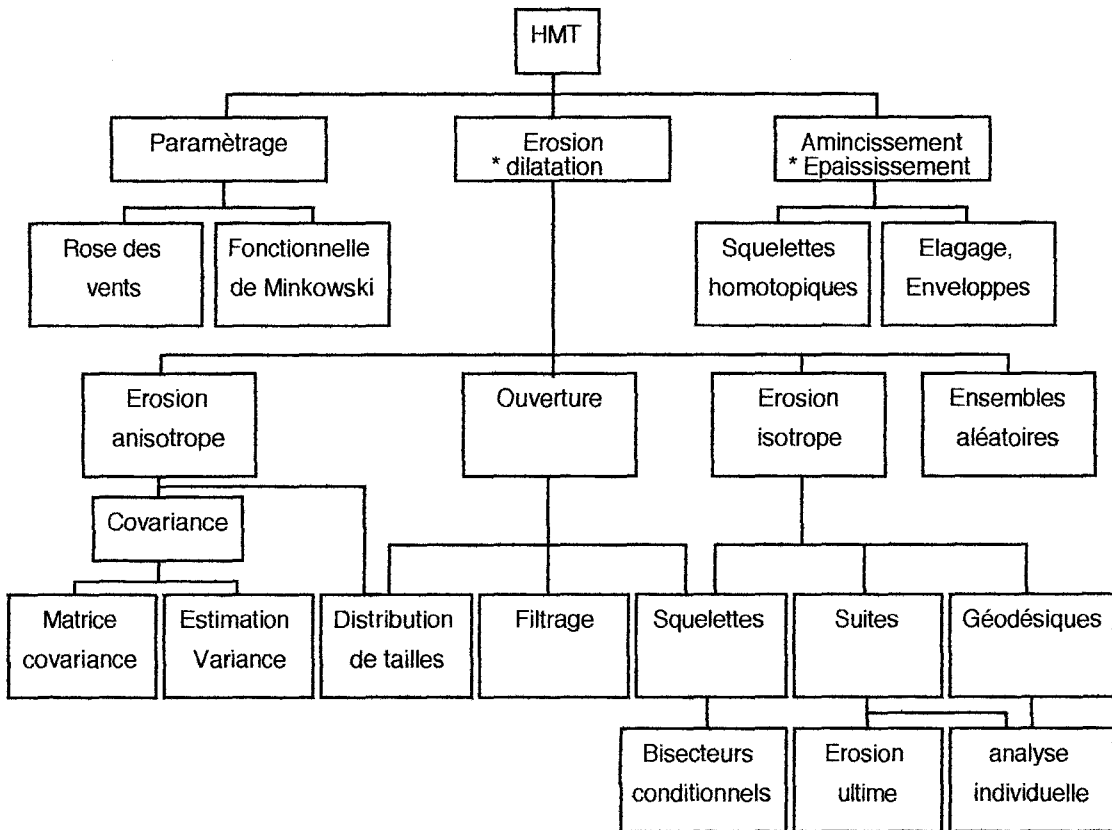 HMT
Paramètrage
Erosion
* dilatation
Amincissement
* Epaississement
Rose des
vents
Fonctionnelle
de Minkowski
Squelettes
homotopiques
Elagage,
Enveloppes
Erosion
anisotrope
Ouverture
Erosion
isotrope
Ensembles
aléatoires
Covariance
Matrice
covariance
Estimation
Variance
Distribution
de tailles
Filtrage
Squelettes
Suites
Géodésiques
Bisecteurs
conditionnels
Erosion
ultime
analyse
individuelle